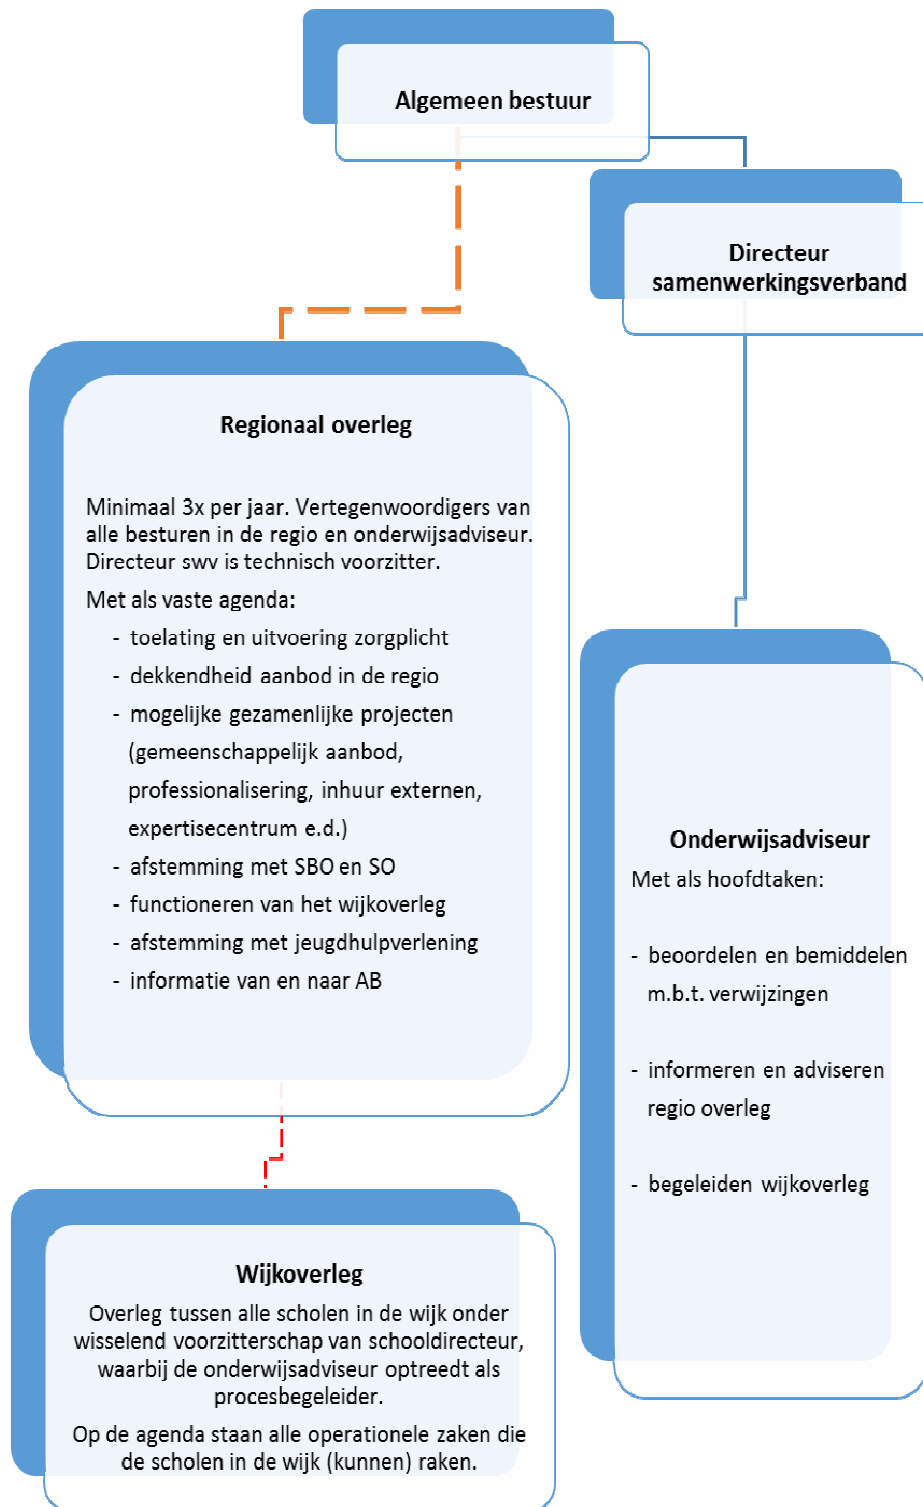 Algemeen bestuur
Directeur
samenwerkingsverband
Regionaal overleg
Minimaal 3x per jaar. Vertegenwoordigers van
alle besturen in de regio en onderwijsadviseur.
Directeur swv is technisch voorzitter.
Met als vaste agenda:
- toelating en uitvoering zorgplicht
- dekkendheid aanbod in de regio
- mogelijke gezamenlijke projecten
(gemeenschappelijk aanbod,
professionalisering, inhuur externen,
expertisecentrum e.d.)
- afstemming met SBO en SO
- functioneren van het wijkoverleg
- afstemming met jeugdhulpverlening
- informatie van en naar AB
Onderwijsadviseur
Met als hoofdtaken:
- beoordelen en bemiddelen
m.b.t. verwijzingen
- informeren en adviseren
regio overleg
- begeleiden wijkoverleg
Wijkoverleg
Overleg tussen alle scholen in de wijk onder
wisselend voorzitterschap van schooldirecteur,
waarbij de onderwijsadviseur optreedt als
procesbegeleider.
Op de agenda staan alle operationele zaken die
de scholen in de wijk (kunnen) raken.